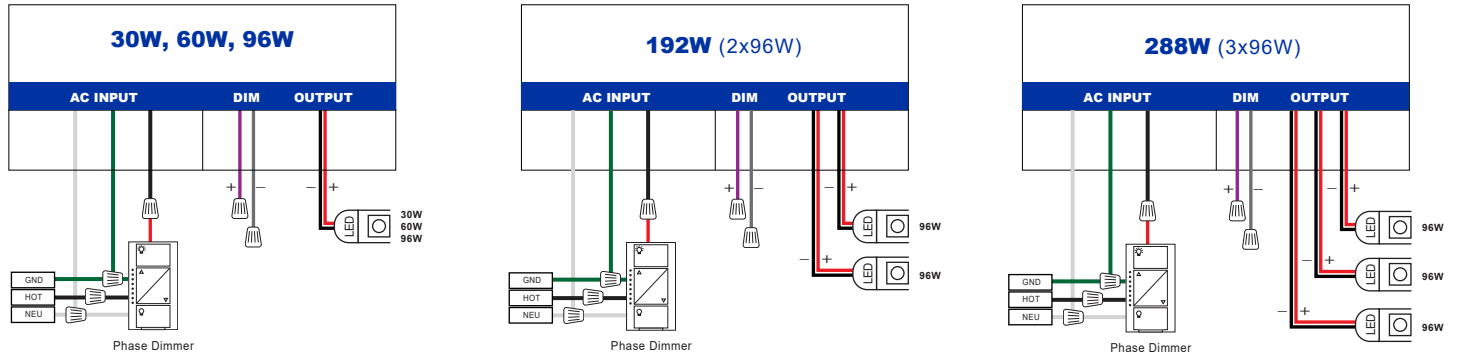 30W, 60W, 96W
AC INPUT DIM OUTPUT
+ − − +
LED
30W
60W
96W
GND
HOT
NEU
Phase Dimmer
192W (2x96W)
AC INPUT DIM OUTPUT
+ − − +
LED
96W
− +
LED
96W
GND
HOT
NEU
Phase Dimmer
288W (3x96W)
AC INPUT DIM OUTPUT
+ − − +
LED
96W
− +
LED
96W
− +
LED
96W
GND
HOT
NEU
Phase Dimmer